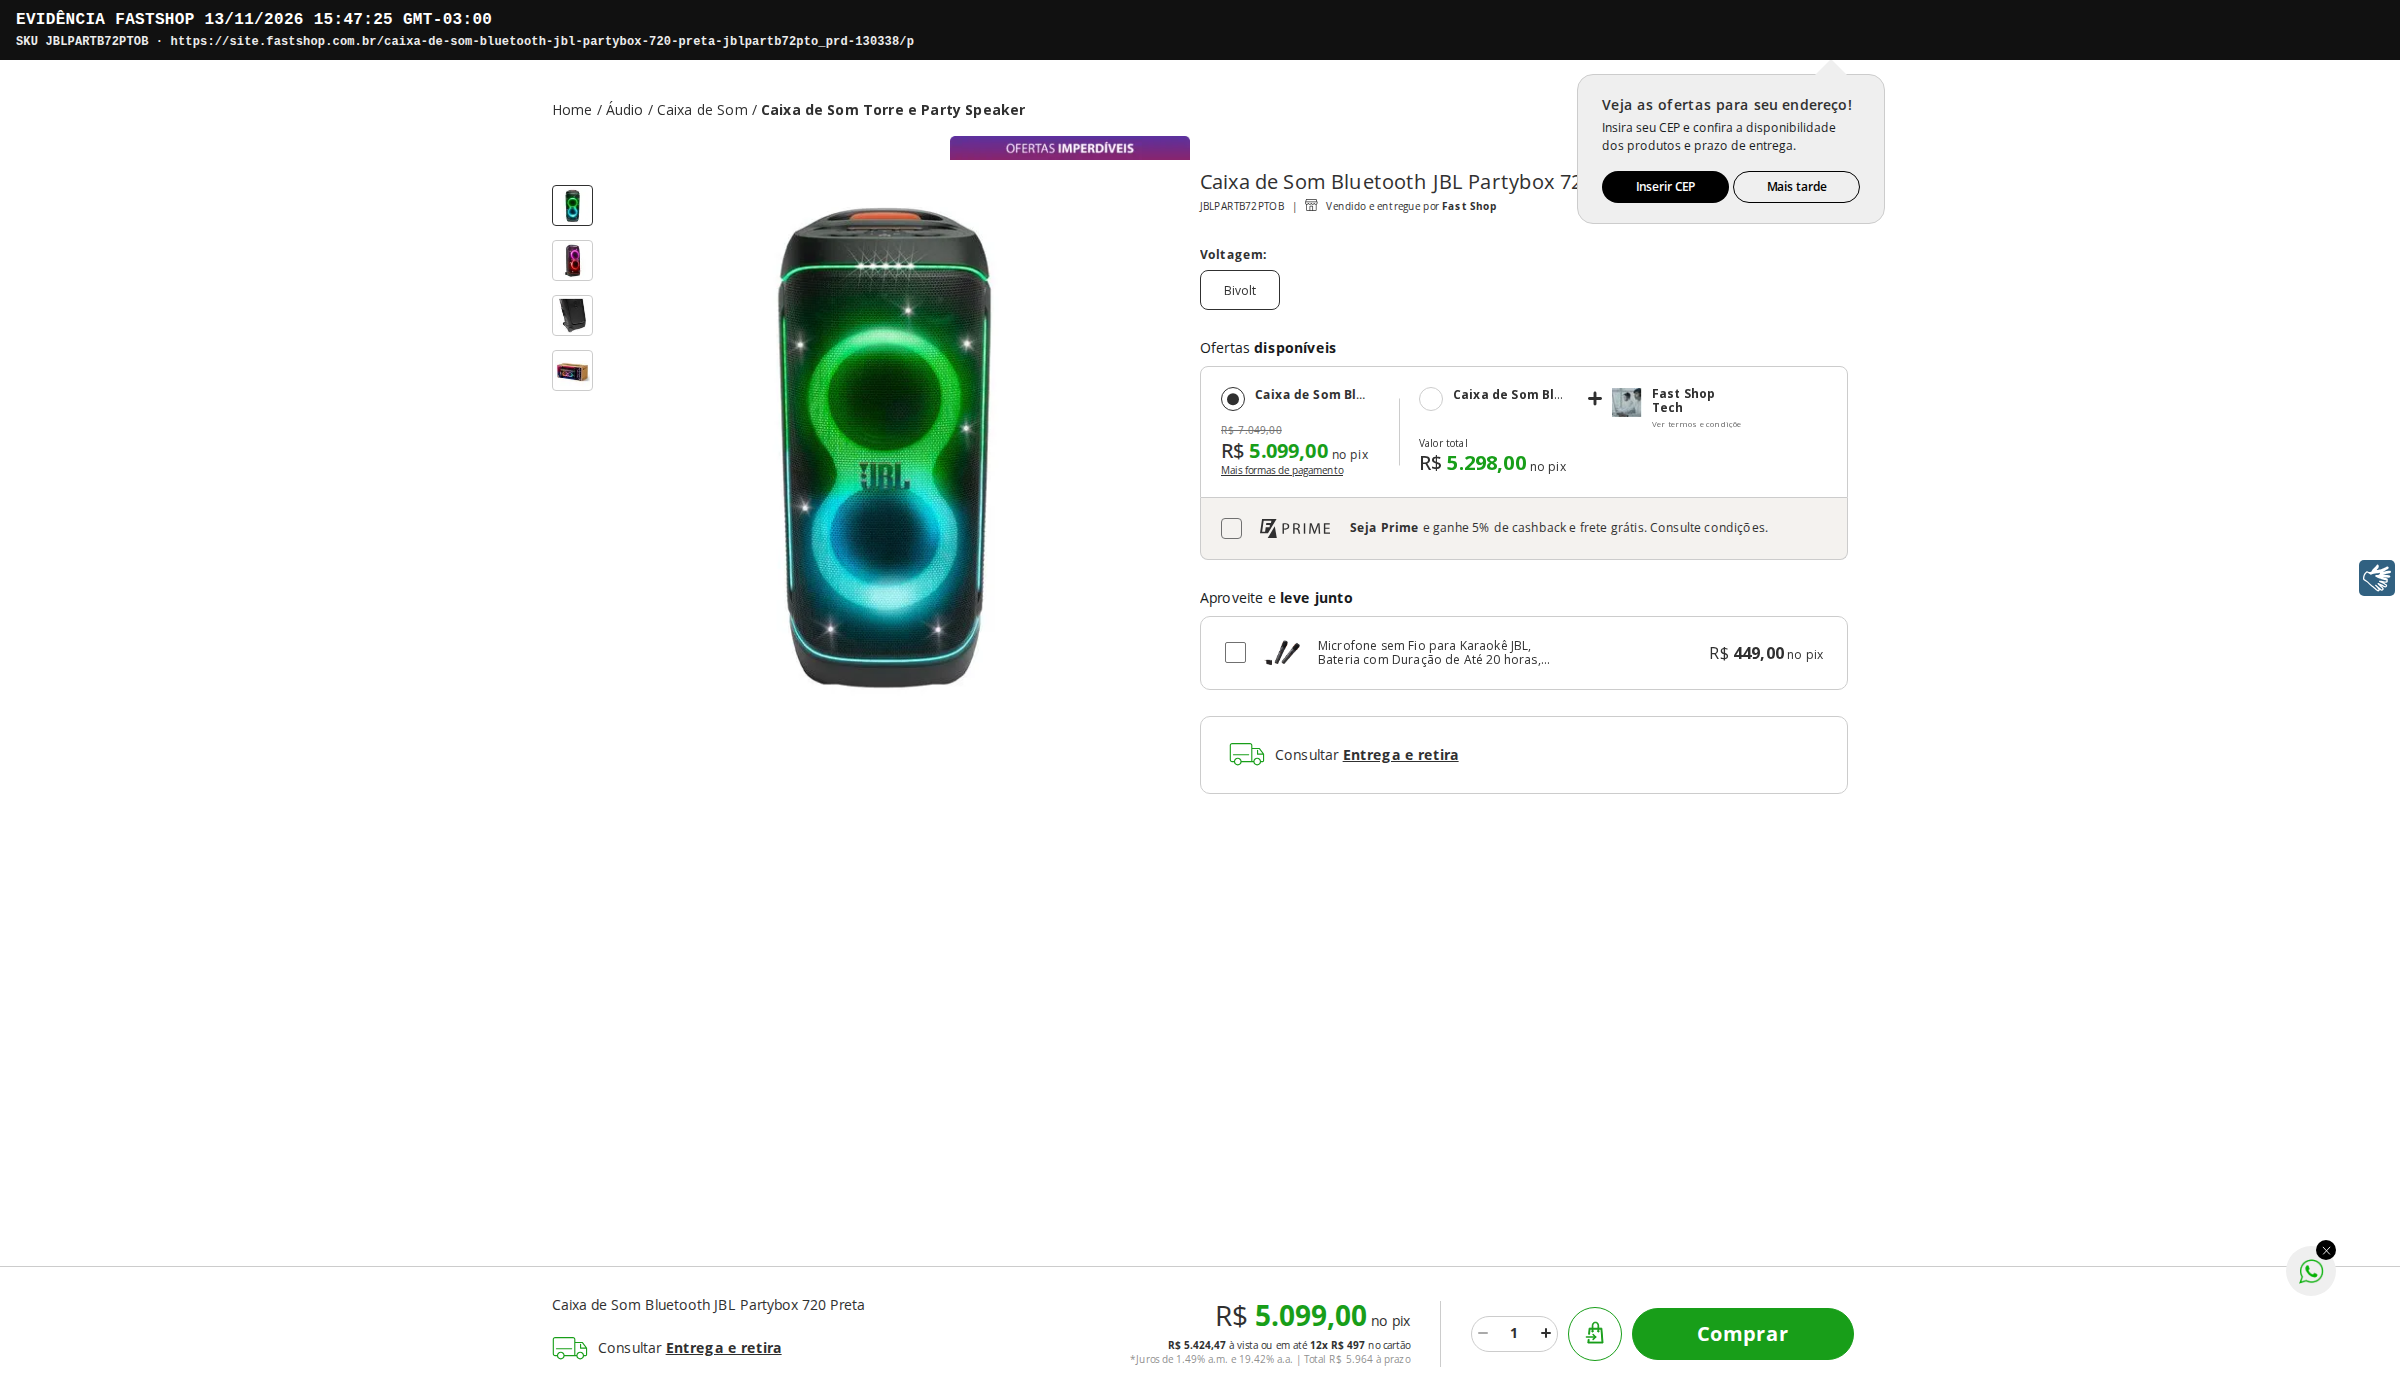 EVIDÊNCIA FASTSHOP 13/11/2026 15:47:25 GMT-03:00
SKU JBLPARTB72PTOB · https://site.fastshop.com.br/caixa-de-som-bluetooth-jbl-partybox-720-preta-jblpartb72pto_prd-130338/p
Home / Áudio / Caixa de Som / Caixa de Som Torre e Party Speaker
Veja as ofertas para seu endereço!
Insira seu CEP e confira a disponibilidade
dos produtos e prazo de entrega.
Inserir CEP
Mais tarde
OFERTAS IMPERDÍVEIS
Caixa de Som Bluetooth JBL Partybox 72
JBLPARTB72PTOB | Vendido e entregue por Fast Shop
Voltagem:
Bivolt
Ofertas disponíveis
Caixa de Som Bl...
R$ 7.049,00
R$ 5.099,00 no pix
Mais formas de pagamento
Caixa de Som Bl...
Valor total
R$ 5.298,00 no pix
+
Fast Shop
Tech
Ver termos e condiçõe
PRIME Seja Prime e ganhe 5% de cashback e frete grátis. Consulte condições.
Aproveite e leve junto
Microfone sem Fio para Karaokê JBL,
Bateria com Duração de Até 20 horas,...
R$ 449,00 no pix
Consultar Entrega e retira
JBL
Caixa de Som Bluetooth JBL Partybox 720 Preta
Consultar Entrega e retira
R$ 5.099,00 no pix
R$ 5.424,47 à vista ou em até 12x R$ 497 no cartão
*Juros de 1.49% a.m. e 19.42% a.a. | Total R$ 5.964 à prazo
− 1 +
Comprar